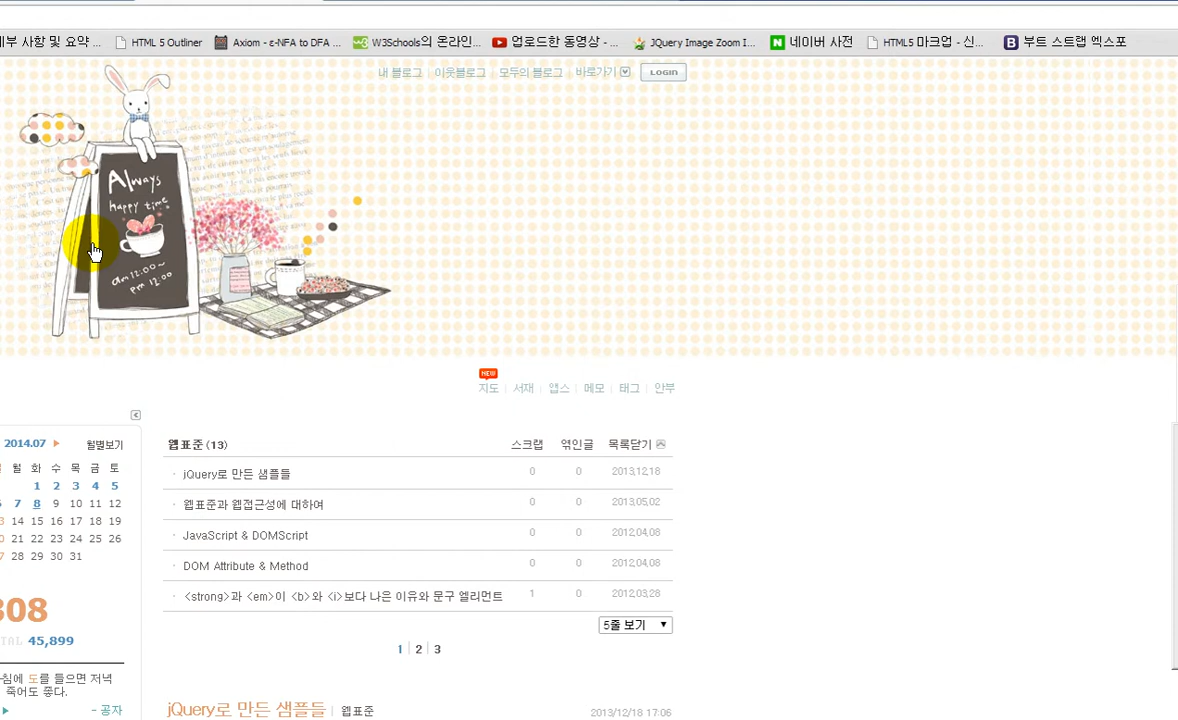 세부 사항 및 요약 ... HTML 5 Outliner Axiom - ε-NFA to DFA ... W3Schools의 온라인... 업로드한 동영상 - ... JQuery Image Zoom I... 네이버 사전 HTML5 마크업 - 신... 부트 스트랩 엑스포
내 블로그 이웃블로그 모두의 블로그 바로가기 LOGIN
Always
happy time
am 12:00~
pm 12:00
NEW
지도 서재 앱스 메모 태그 안부
2014.07 월별보기
월 화 수 목 금 토
1 2 3 4 5
6 7 8 9 10 11 12
13 14 15 16 17 18 19
21 22 23 24 25 26
28 29 30 31
308
TOTAL 45,899
아침에 도를 들으면 저녁
죽어도 좋다.
- 공자
웹표준 (13) 스크랩 엮인글 목록닫기
jQuery로 만든 샘플들 0 0 2013,12,18
웹표준과 웹접근성에 대하여 0 0 2013,05,02
JavaScript & DOMScript 0 0 2012,04,08
DOM Attribute & Method 0 0 2012,04,08
<strong>과 <em>이 <b>와 <i>보다 나은 이유와 문구 엘리먼트 1 0 2012,03,28
5줄 보기
1 2 3
jQuery로 만든 샘플들 웹표준 2013/12/18 17:06